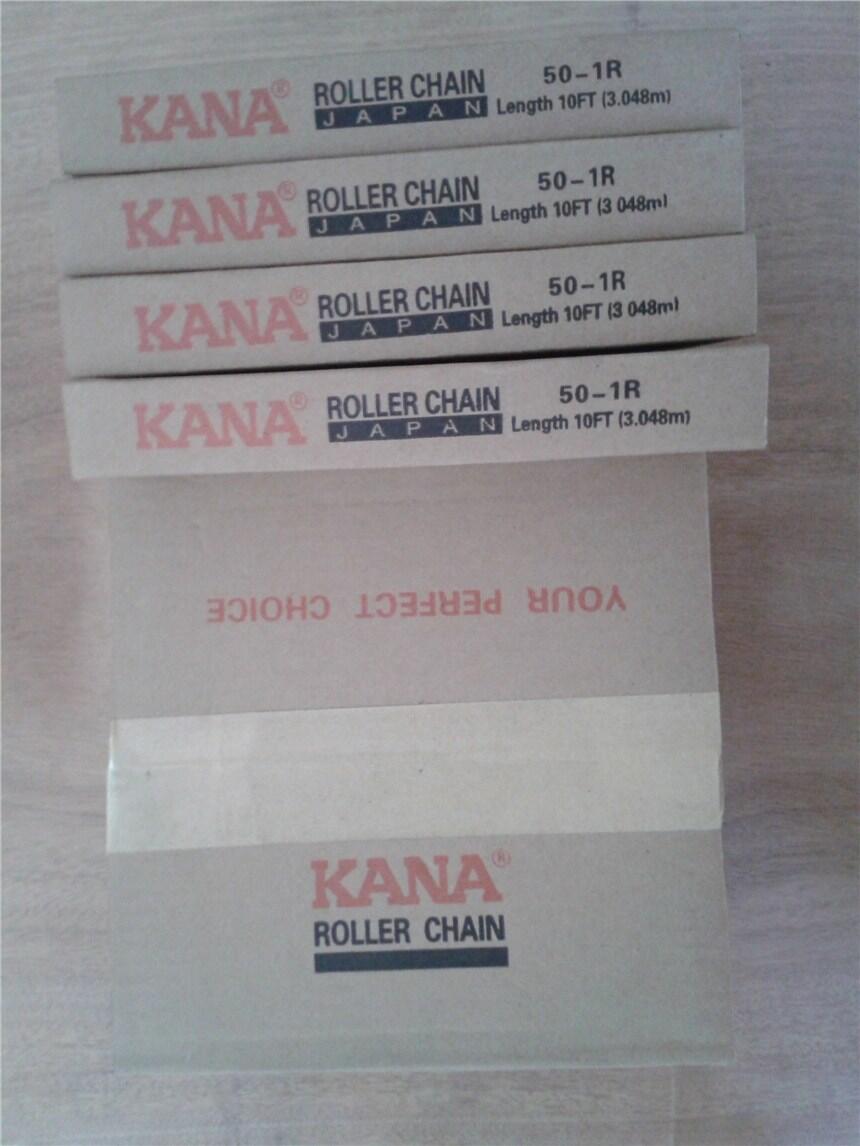 KANA® ROLLER CHAIN 50-1R
JAPAN Length 10FT (3.048m)
KANA® ROLLER CHAIN 50-1R
JAPAN Length 10FT (3 048m)
KANA® ROLLER CHAIN 50-1R
JAPAN Length 10FT (3 048m)
KANA® ROLLER CHAIN 50-1R
JAPAN Length 10FT (3.048m)
YOUR PERFECT CHOICE
KANA®
ROLLER CHAIN